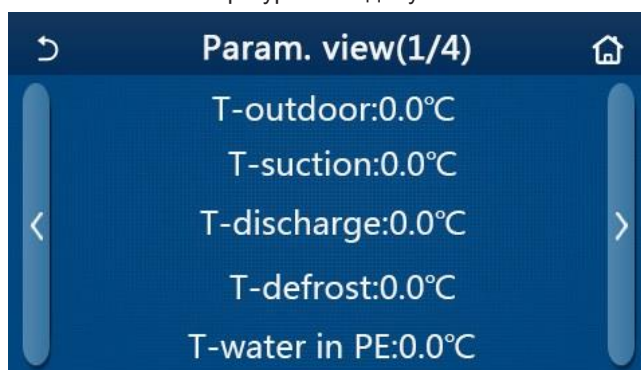 Param. view(1/4)
T-outdoor:0.0℃
T-suction:0.0℃
T-discharge:0.0℃
T-defrost:0.0℃
T-water in PE:0.0℃